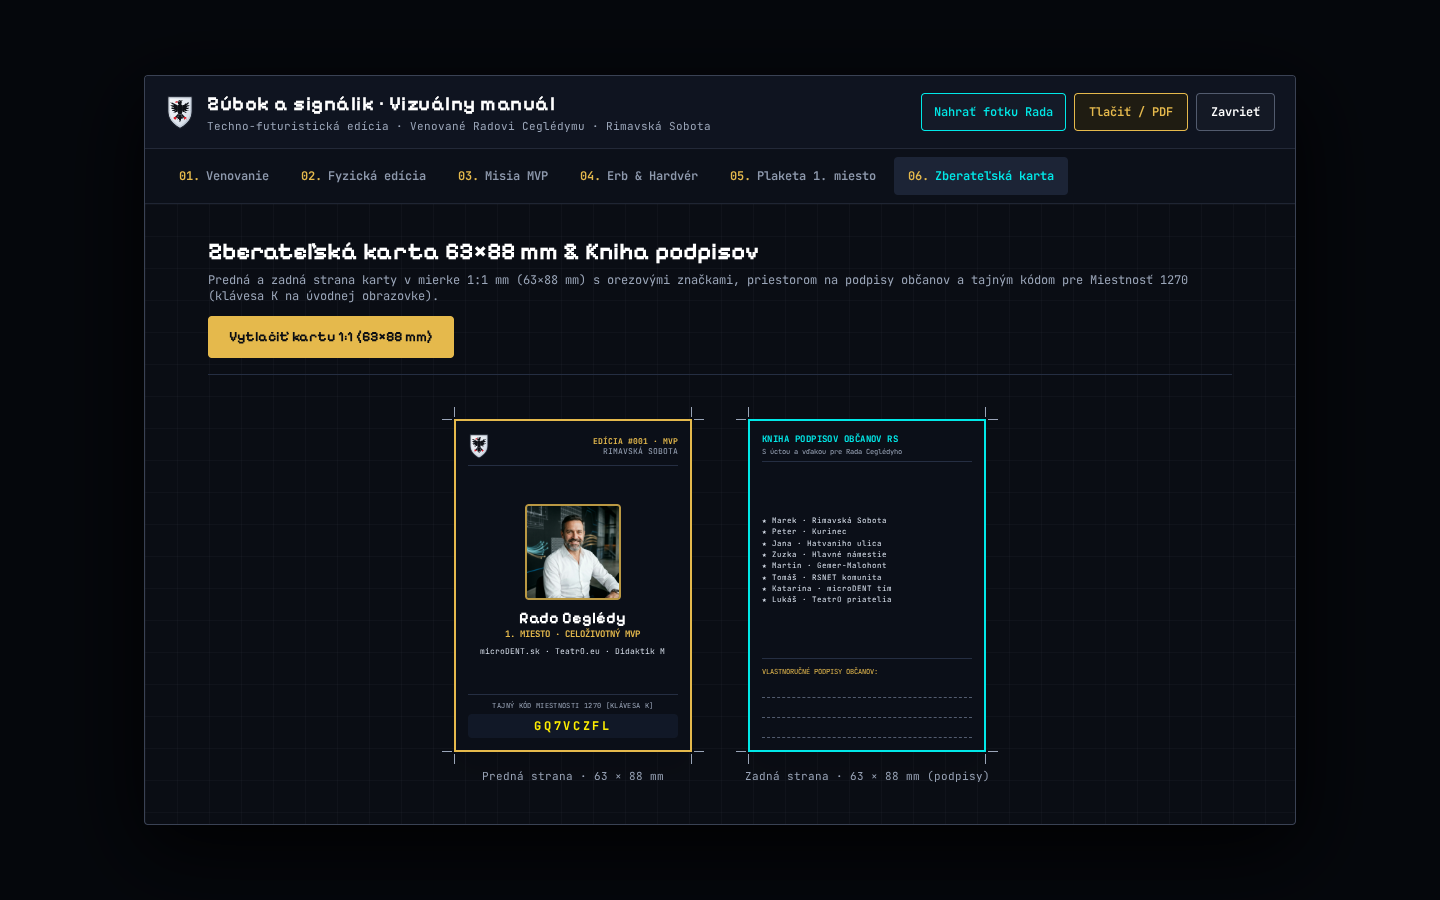 Zúbok a signálik · Vizuálny manuál
Techno-futuristická edícia · Venované Radovi Ceglédymu · Rimavská Sobota
Nahrať fotku Rada
Tlačiť / PDF
Zavrieť
01. Venovanie
02. Fyzická edícia
03. Misia MVP
04. Erb & Hardvér
05. Plaketa 1. miesto
06. Zberateľská karta
Zberateľská karta 63×88 mm & Kniha podpisov
Predná a zadná strana karty v mierke 1:1 mm (63×88 mm) s orezovými značkami, priestorom na podpisy občanov a tajným kódom pre Miestnosť 1270
(klávesa K na úvodnej obrazovke).
Vytlačiť kartu 1:1 (63×88 mm)
EDÍCIA #001 · MVP
RIMAVSKÁ SOBOTA
Rado Ceglédy
1. MIESTO · CELOŽIVOTNÝ MVP
microDENT.sk · TeatrO.eu · Didaktik M
TAJNÝ KÓD MIESTNOSTI 1270 [KLÁVESA K]
GQ7VCZFL
Predná strana · 63 × 88 mm
KNIHA PODPISOV OBČANOV RS
S úctou a vďakou pre Rada Ceglédyho
★ Marek · Rimavská Sobota
★ Peter · Kurinec
★ Jana · Hatvaniho ulica
★ Zuzka · Hlavné námestie
★ Martin · Gemer-Malohont
★ Tomáš · RSNET komunita
★ Katarína · microDENT tím
★ Lukáš · TeatrO priatelia
VLASTNORUČNÉ PODPISY OBČANOV:
Zadná strana · 63 × 88 mm (podpisy)